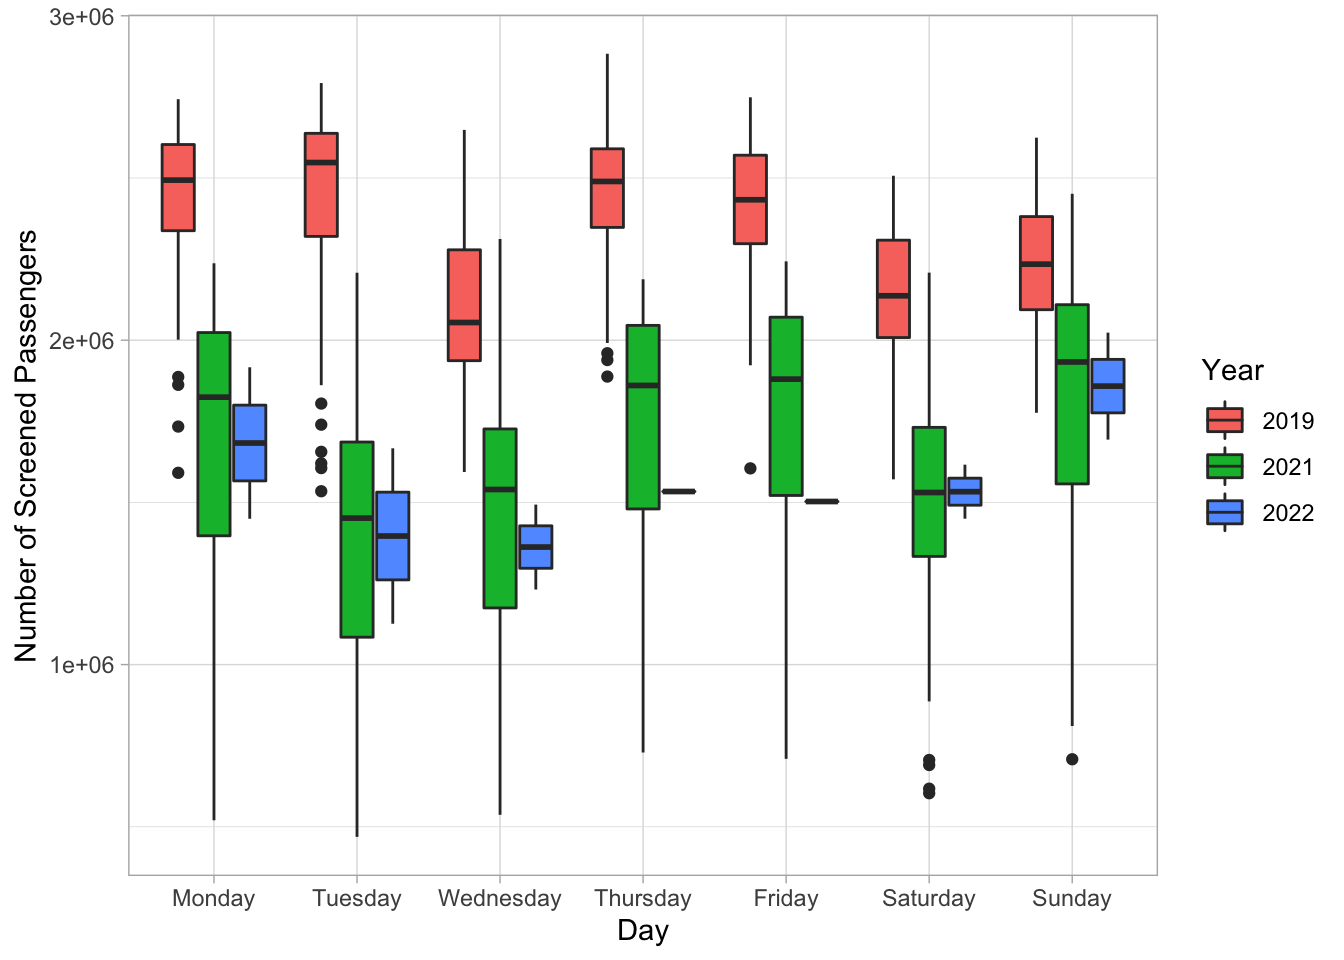 3e+06
2e+06
1e+06
Number of Screened Passengers
Monday Tuesday Wednesday Thursday Friday Saturday Sunday
Day
Year
2019
2021
2022